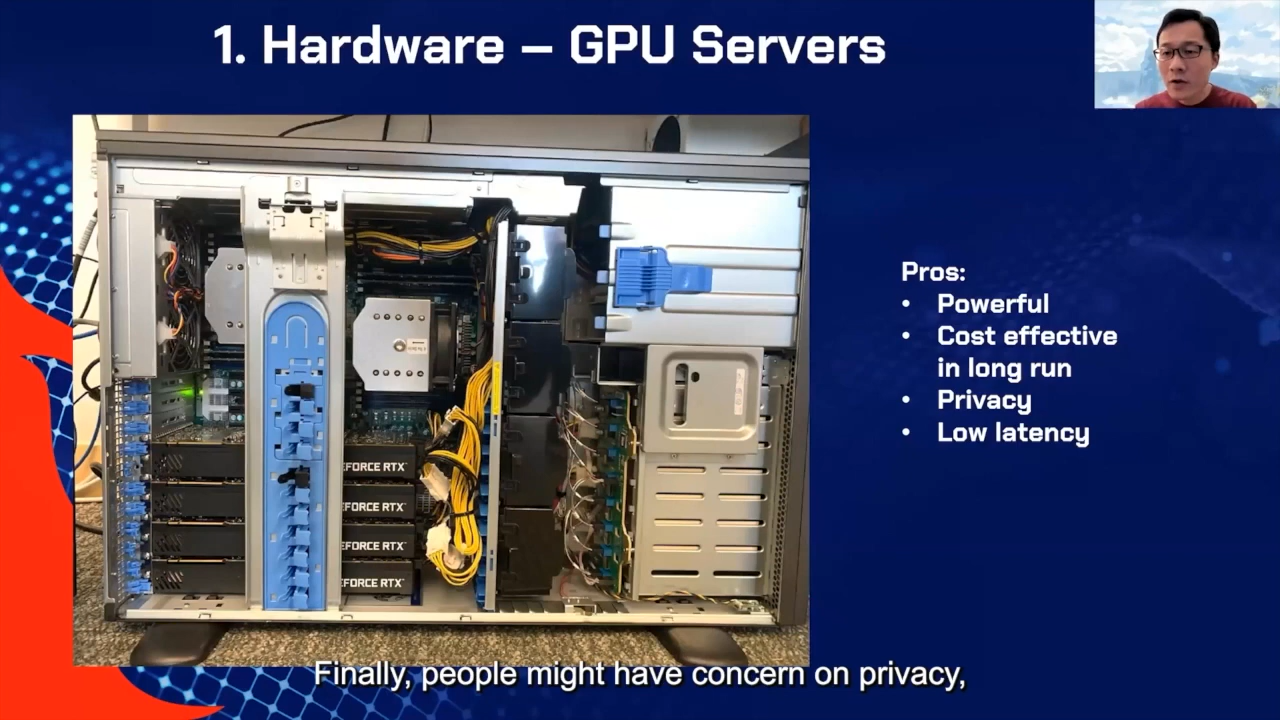 1. Hardware – GPU Servers
Pros:
• Powerful
• Cost effective
in long run
• Privacy
• Low latency
EFORCE RTX
EFORCE RTX
EFORCE RTX
EFORCE RTX
Finally, people might have concern on privacy,